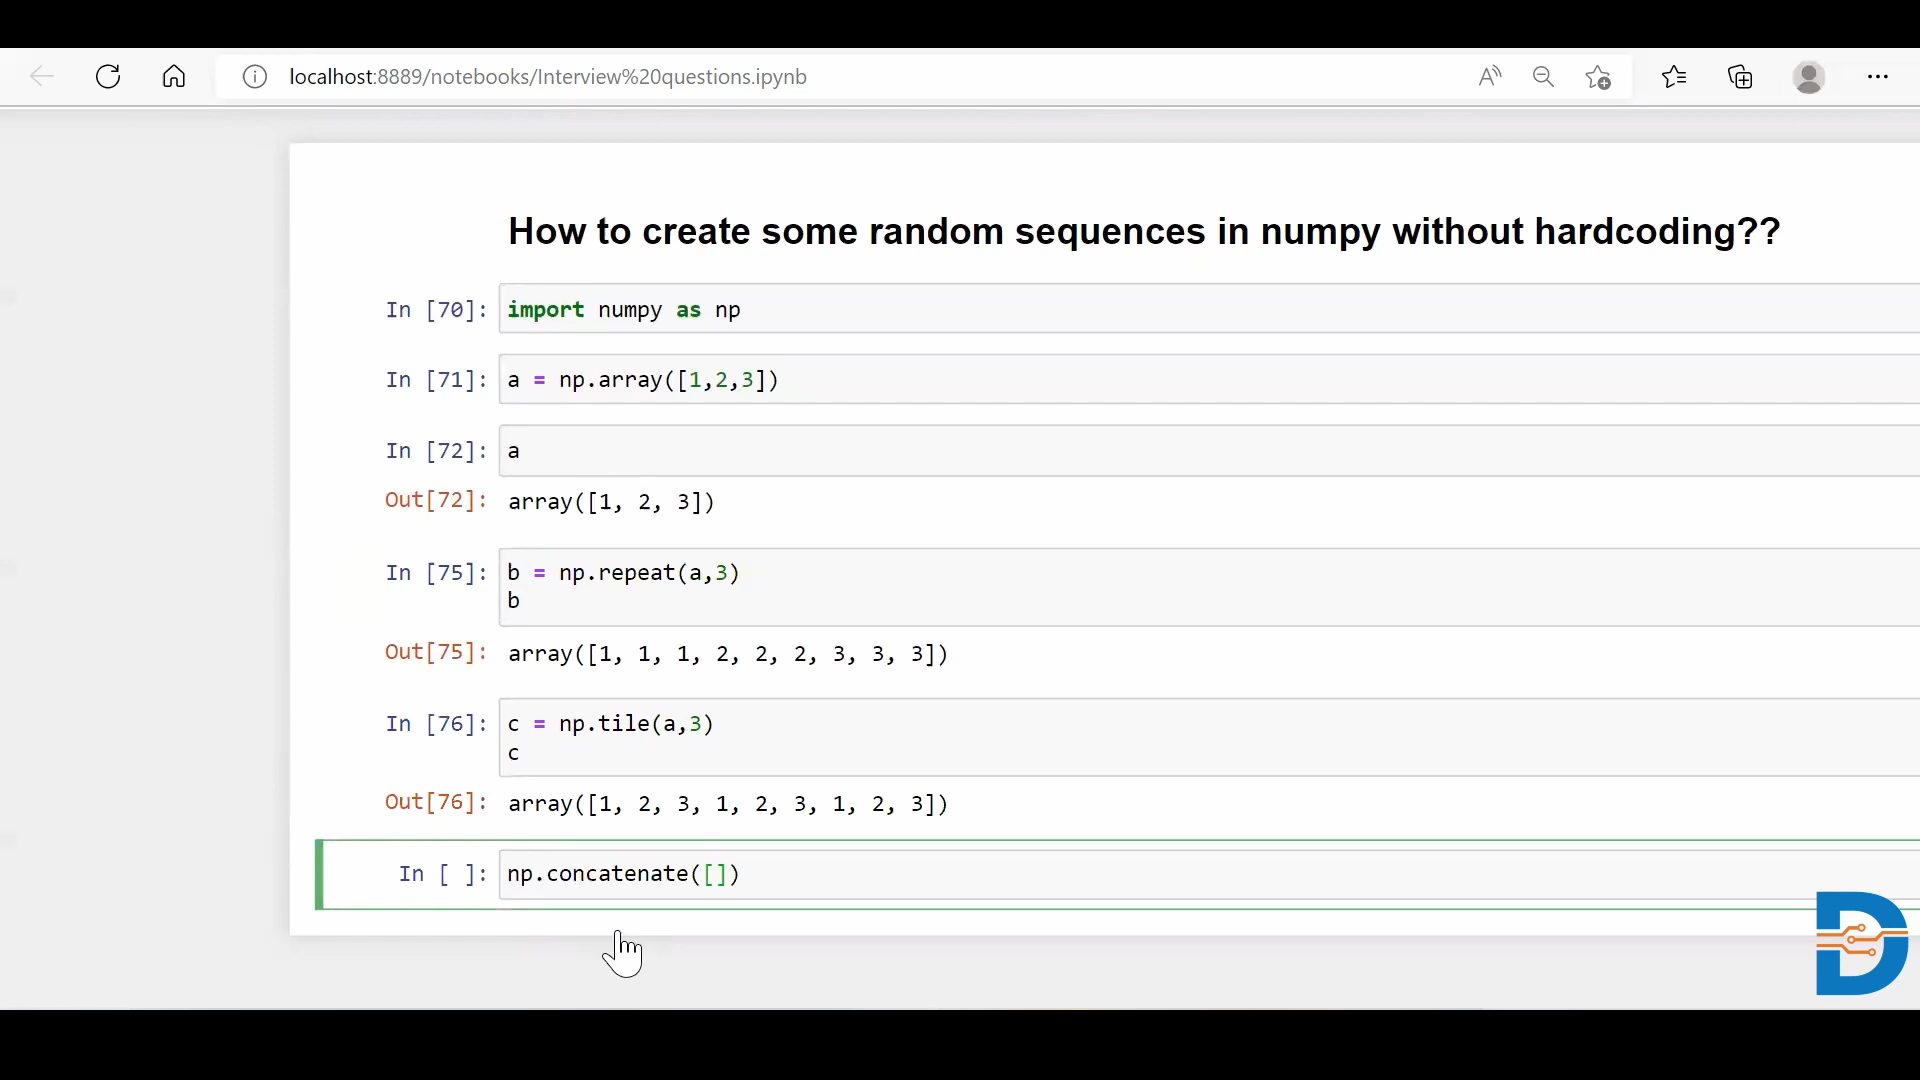 localhost:8889/notebooks/Interview%20questions.ipynb
How to create some random sequences in numpy without hardcoding??
In [70]: import numpy as np
In [71]: a = np.array([1,2,3])
In [72]: a
Out[72]: array([1, 2, 3])
In [75]: b = np.repeat(a,3)
b
Out[75]: array([1, 1, 1, 2, 2, 2, 3, 3, 3])
In [76]: c = np.tile(a,3)
c
Out[76]: array([1, 2, 3, 1, 2, 3, 1, 2, 3])
In [ ]: np.concatenate([])